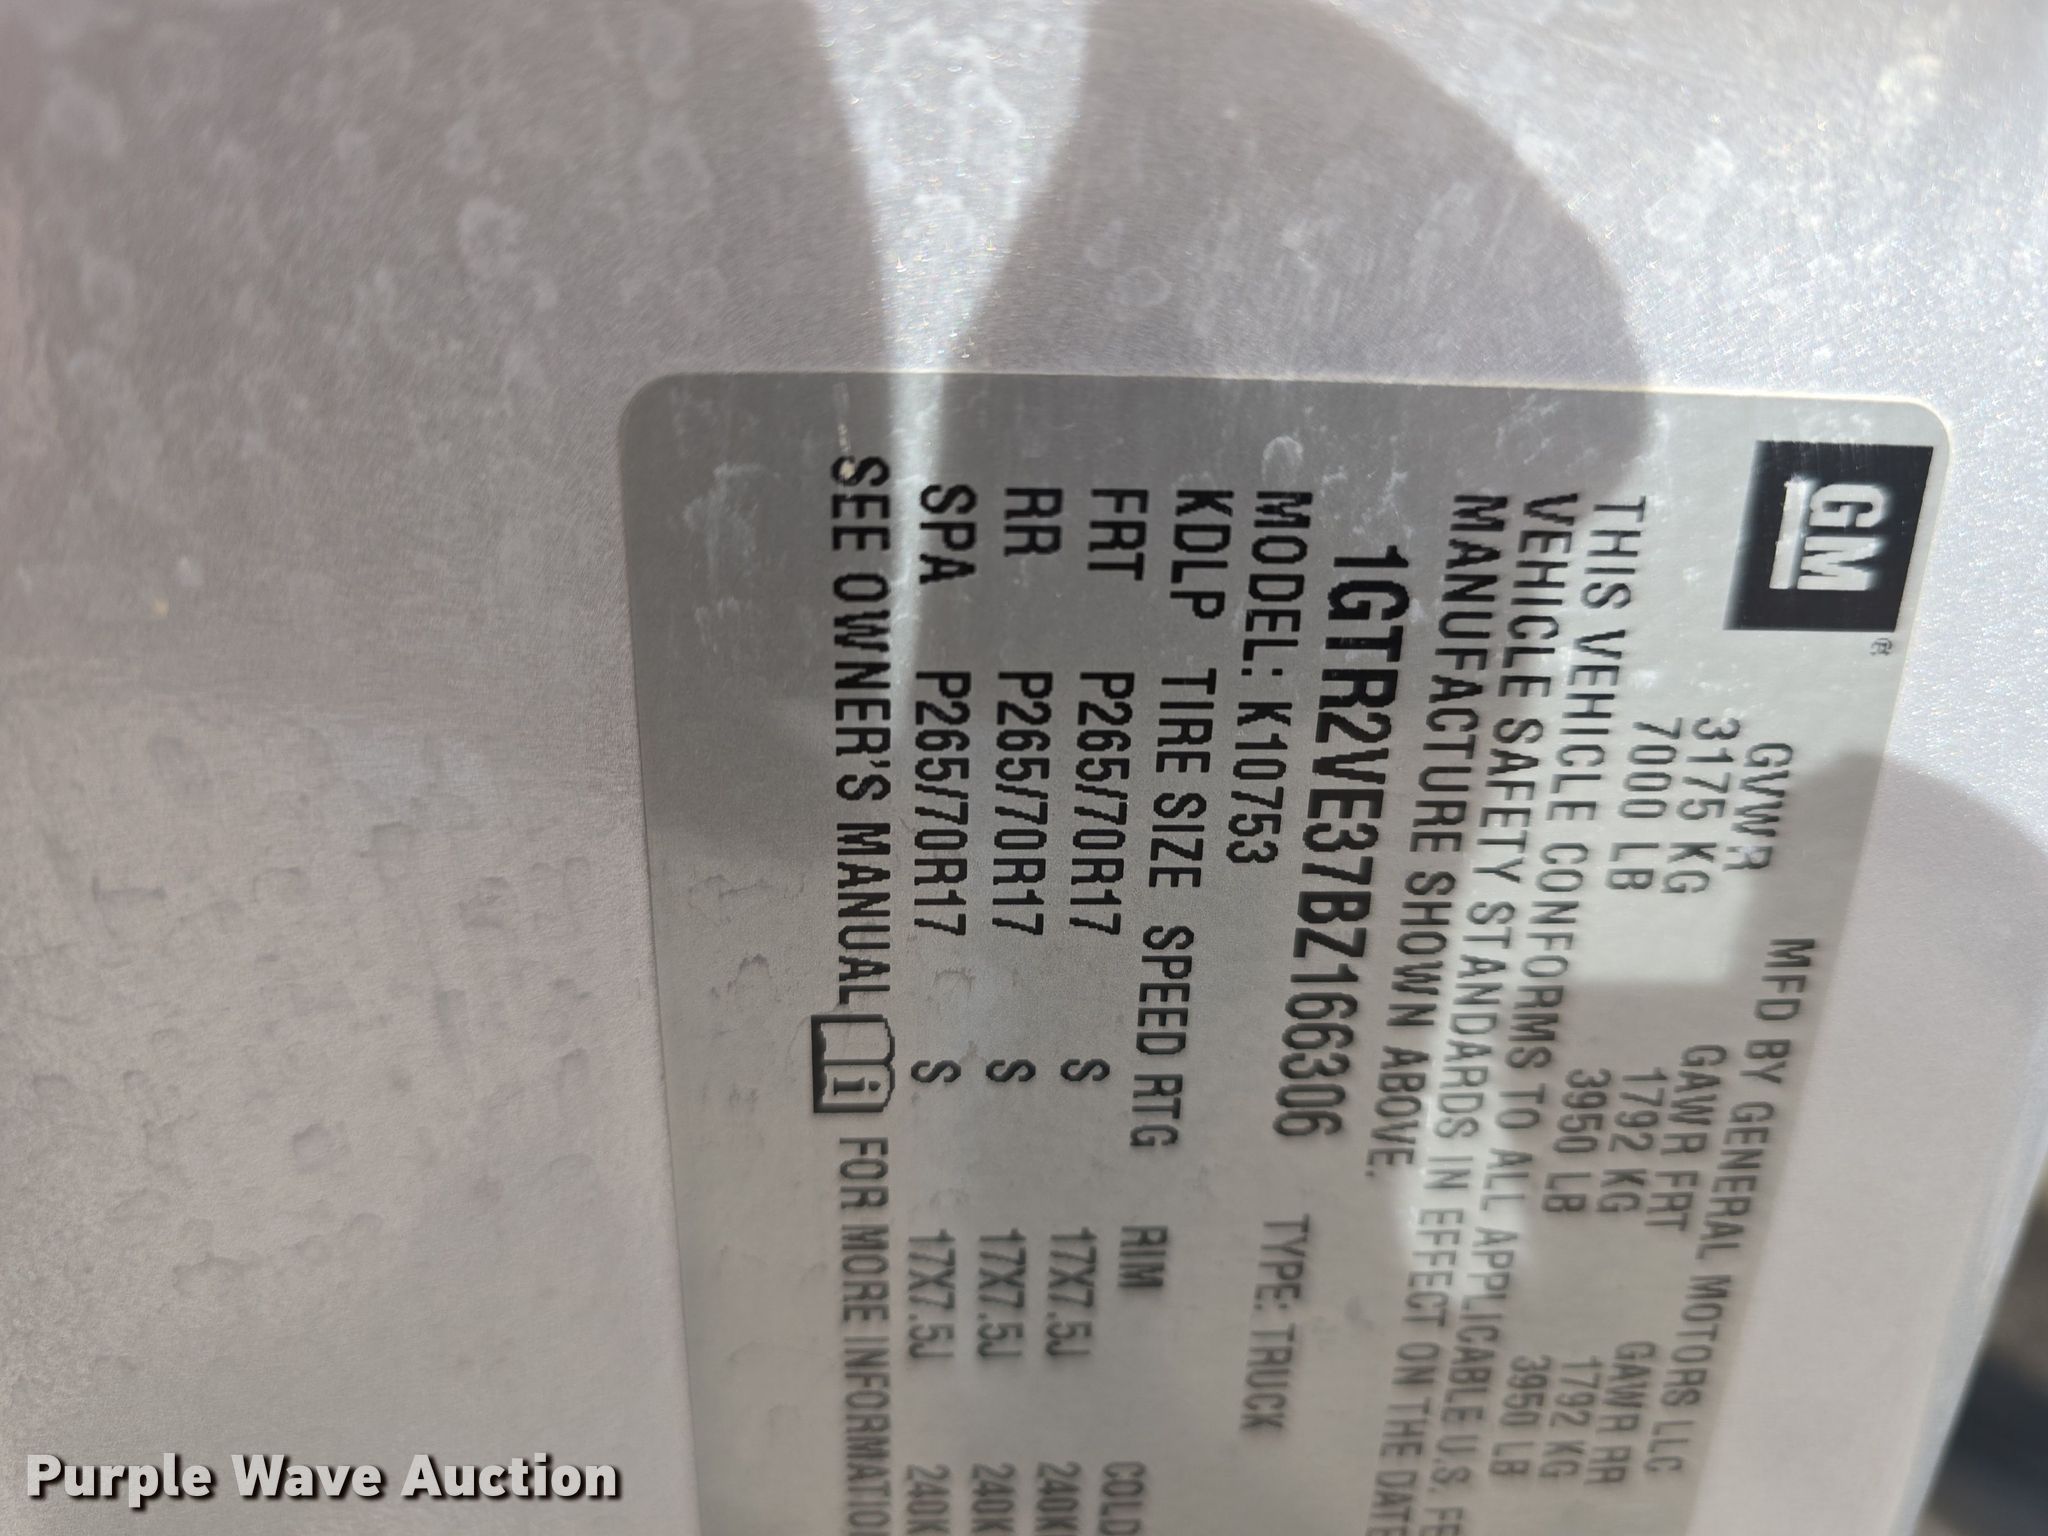 GM®
MFD BY GENERAL MOTORS LLC
GVWR GAWR FRT GAWR RR
3175 KG 1792 KG 1792 KG
7000 LB 3950 LB 3950 LB
THIS VEHICLE CONFORMS TO ALL APPLICABLE U.S. FE
VEHICLE SAFETY STANDARDS IN EFFECT ON THE DATE
MANUFACTURE SHOWN ABOVE.
1GTR2VE37BZ166306 TYPE: TRUCK
MODEL: K10753
KDLP TIRE SIZE SPEED RTG RIM COLD
FRT P265/70R17 S 17X7.5J 240K
RR P265/70R17 S 17X7.5J 240K
SPA P265/70R17 S 17X7.5J 240K
SEE OWNER'S MANUAL i FOR MORE INFORMATION
Purple Wave Auction